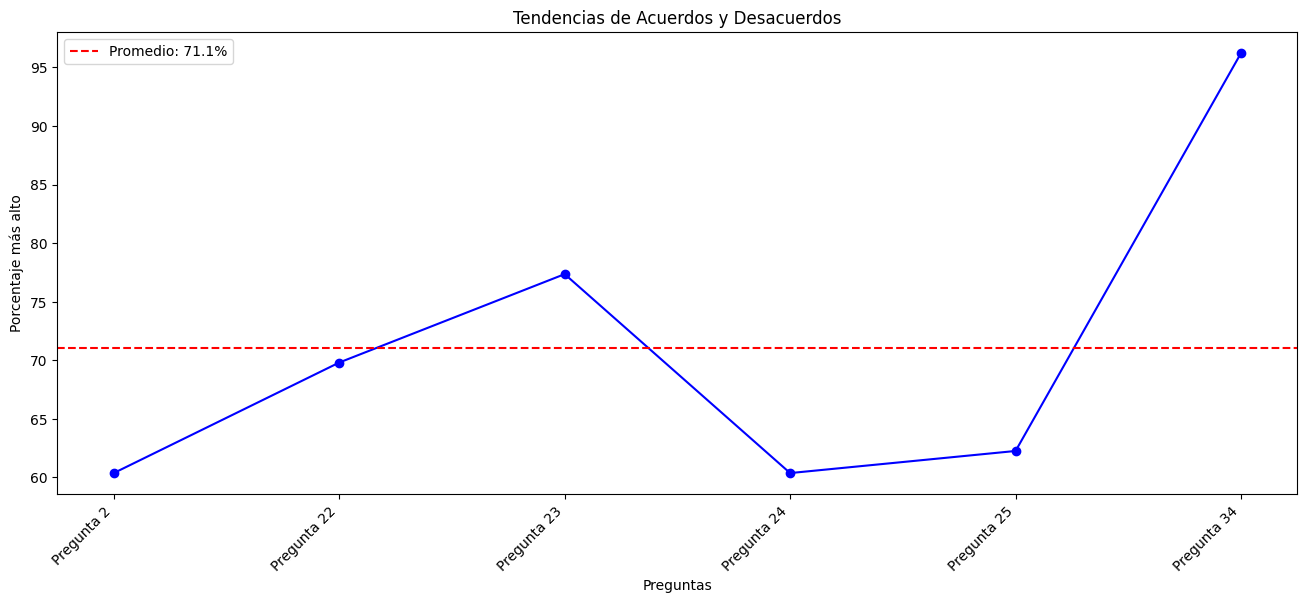 Tendencias de Acuerdos y Desacuerdos
Promedio: 71.1%
Porcentaje más alto
95
90
85
80
75
70
65
60
Pregunta 2
Pregunta 22
Pregunta 23
Pregunta 24
Pregunta 25
Pregunta 34
Preguntas